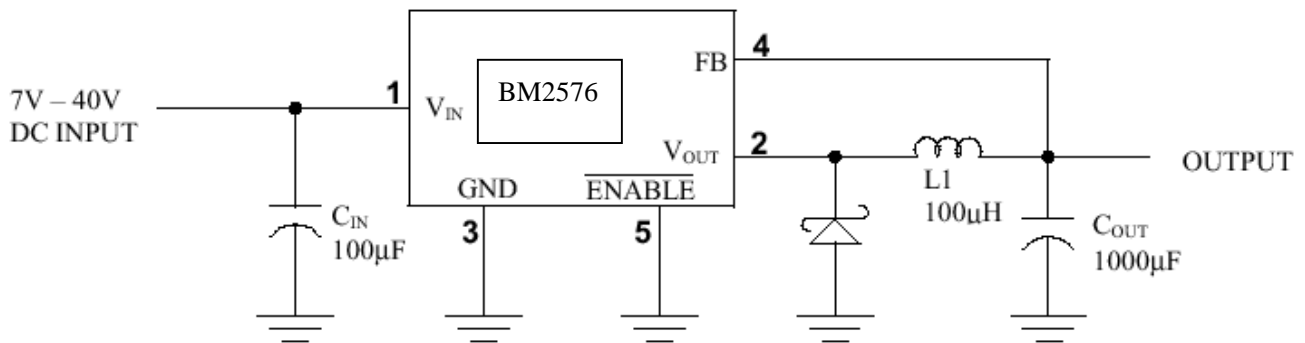 7V – 40V
DC INPUT
1
V_IN
BM2576
FB
4
V_OUT
2
GND
ENABLE
3
5
C_IN
100µF
L1
100µH
C_OUT
1000µF
OUTPUT